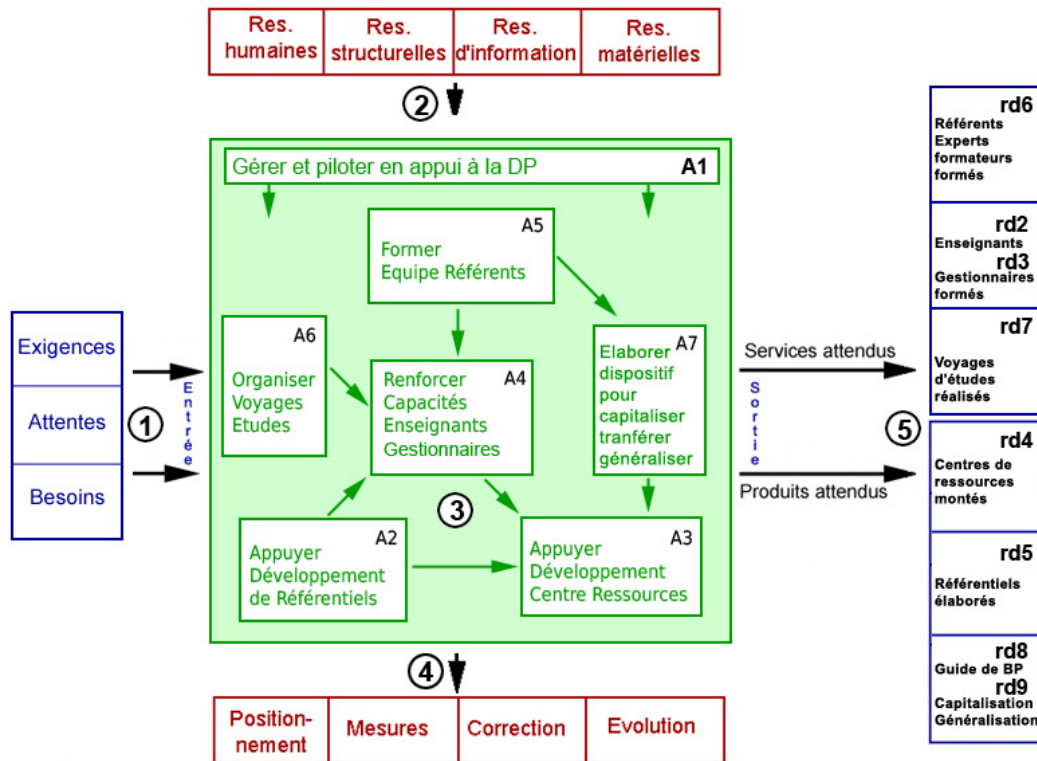 Res.
humaines
Res.
structurelles
Res.
d'information
Res.
matérielles
2
Gérer et piloter en appui à la DP
A1
A5
Former
Equipe Référents
A6
Organiser
Voyages
Etudes
A4
Renforcer
Capacités
Enseignants
Gestionnaires
A7
Elaborer
dispositif
pour
capitaliser
tranférer
généraliser
3
A2
Appuyer
Développement
de Référentiels
A3
Appuyer
Développement
Centre Ressources
Exigences
Attentes
Besoins
1
Entrée
Services attendus
Sortie
5
Produits attendus
rd6
Référents
Experts
formateurs
formés
rd2
Enseignants
rd3
Gestionnaires
formés
rd7
Voyages
d'études
réalisés
rd4
Centres de
ressources
montés
rd5
Référentiels
élaborés
rd8
Guide de BP
rd9
Capitalisation
Généralisation
4
Position-
nement
Mesures
Correction
Evolution